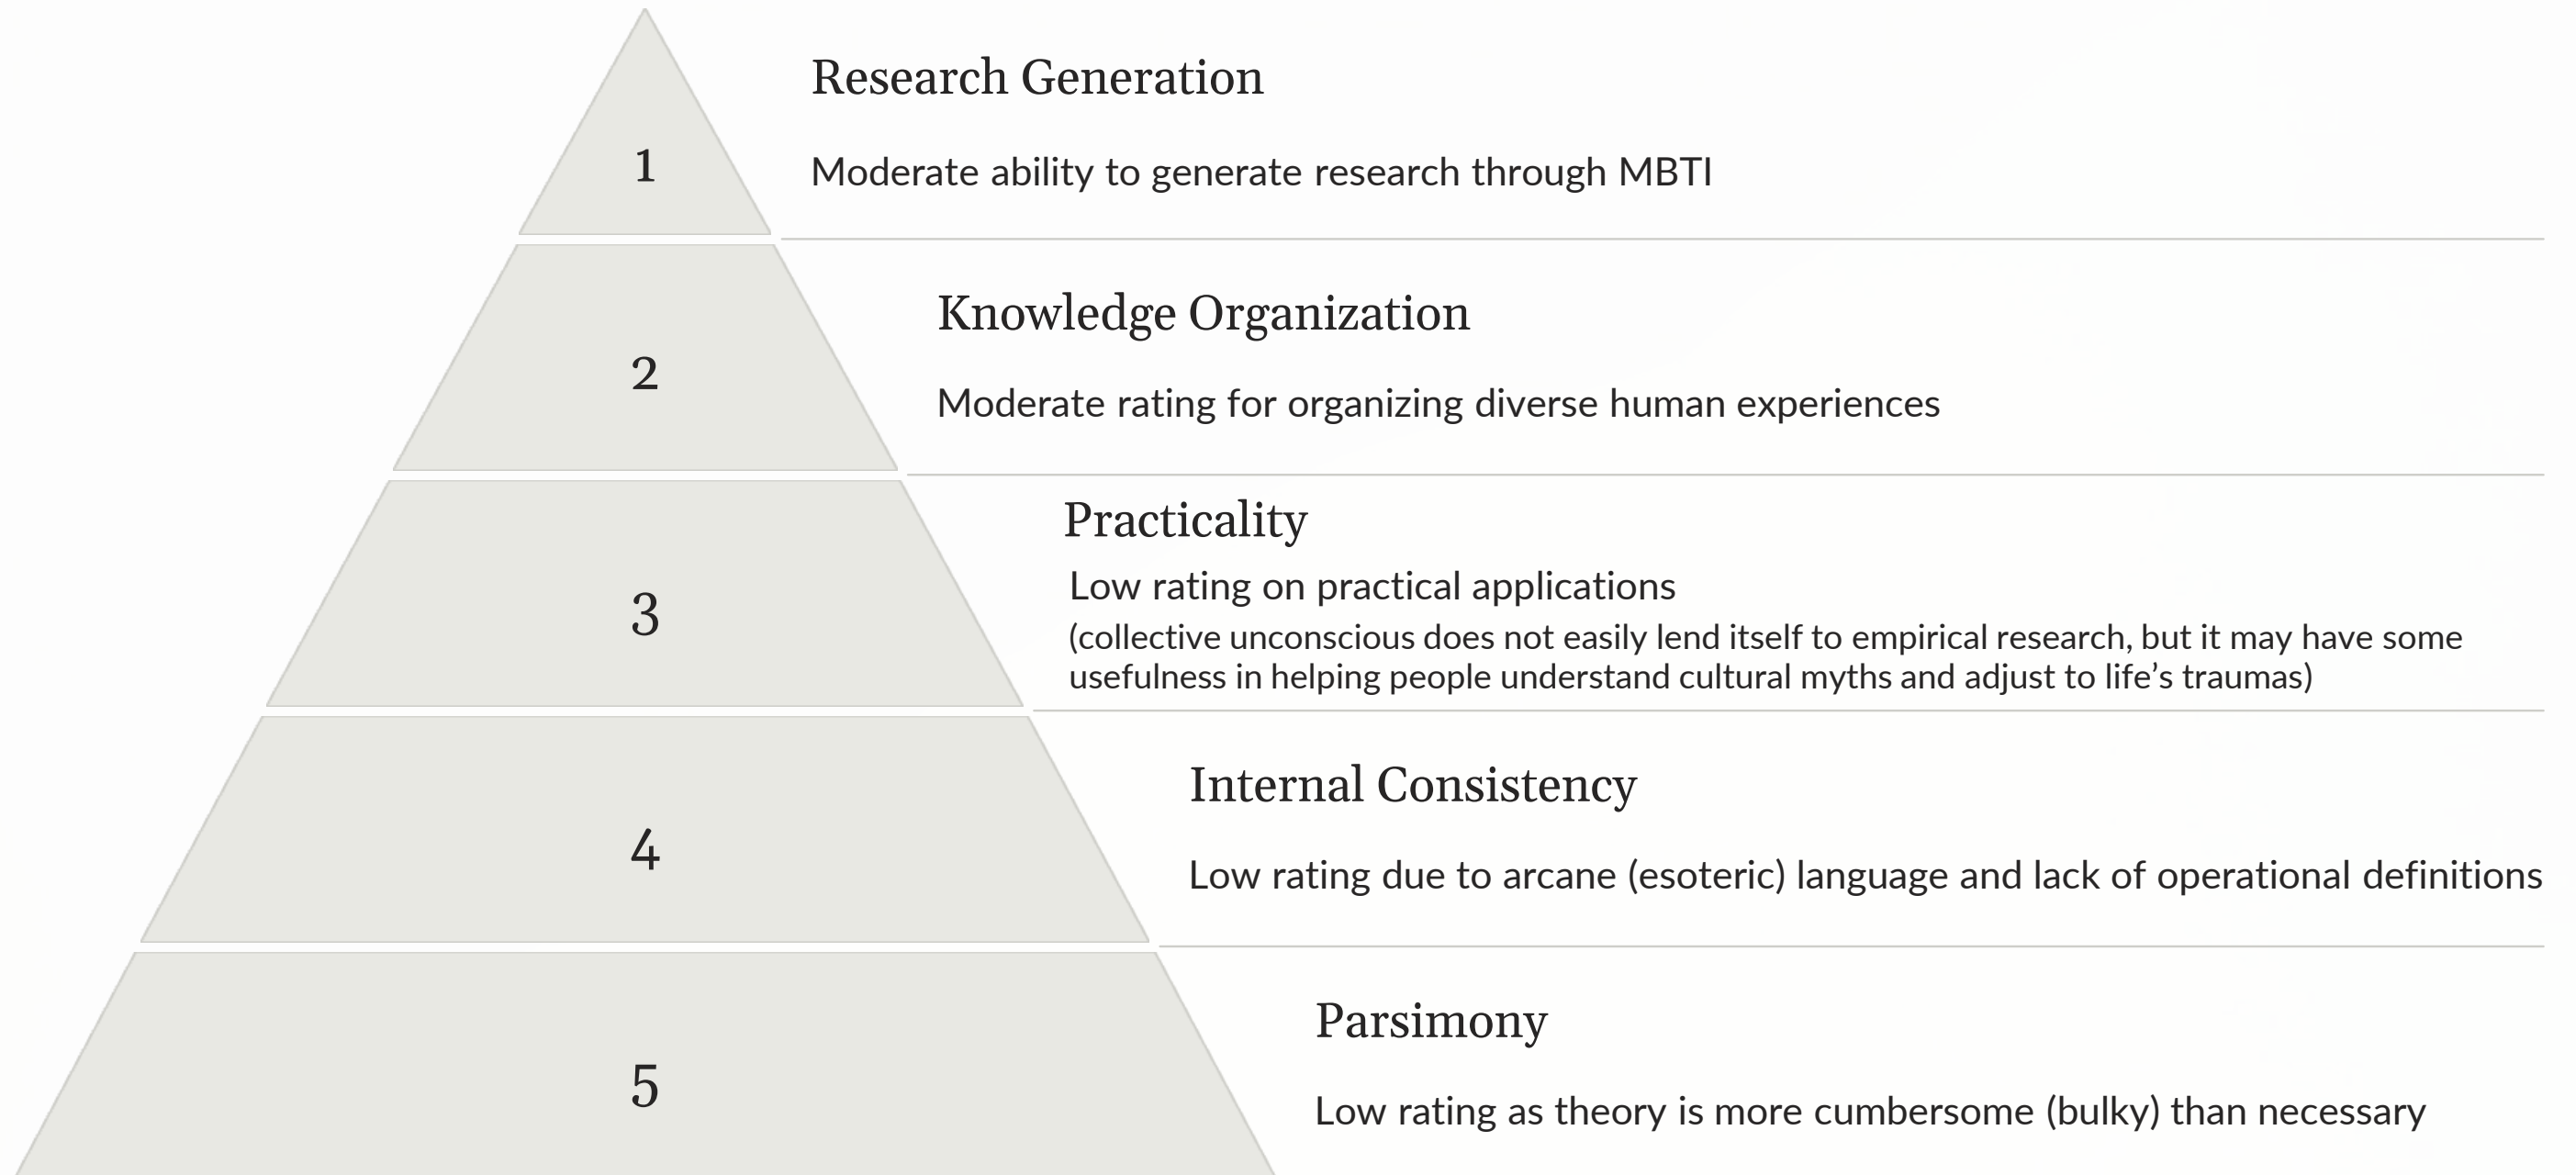 1
Research Generation
Moderate ability to generate research through MBTI
2
Knowledge Organization
Moderate rating for organizing diverse human experiences
3
Practicality
Low rating on practical applications
(collective unconscious does not easily lend itself to empirical research, but it may have some
usefulness in helping people understand cultural myths and adjust to life’s traumas)
4
Internal Consistency
Low rating due to arcane (esoteric) language and lack of operational definitions
5
Parsimony
Low rating as theory is more cumbersome (bulky) than necessary